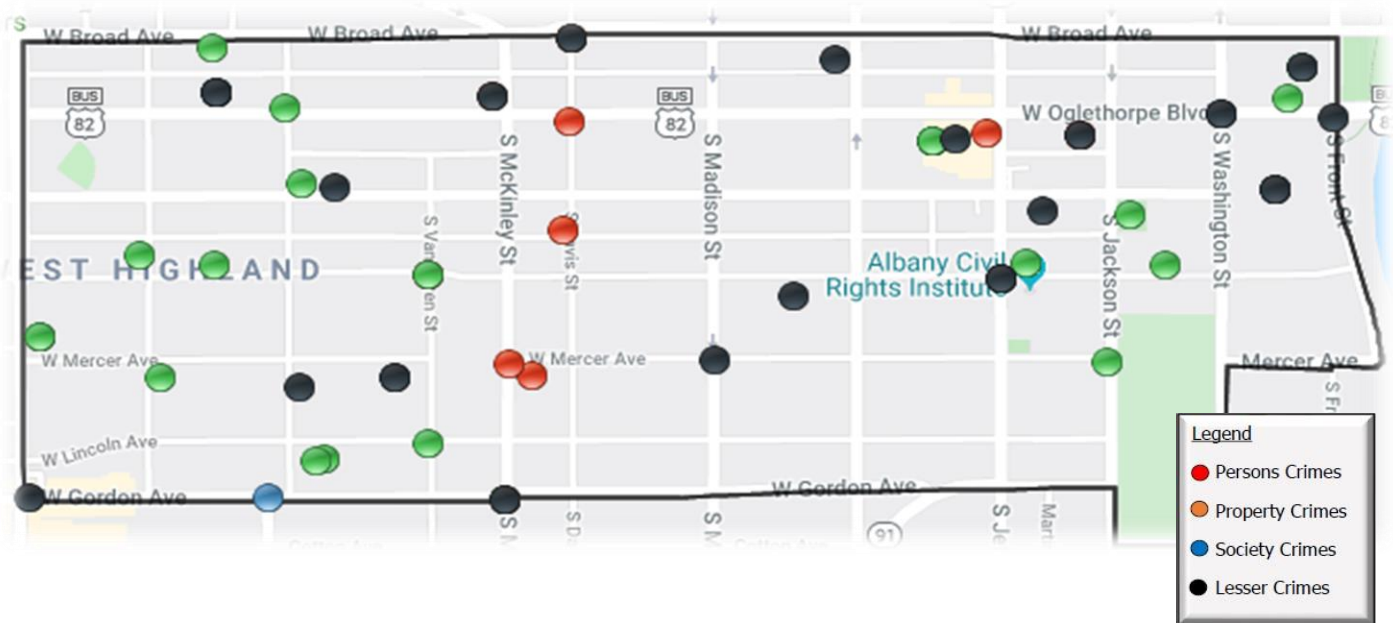 W Broad Ave
W Broad Ave
W Broad Ave
BUS
82
BUS
82
W Oglethorpe Blvd
S McKinley St
S Madison St
S Washington St
S Front St
S Jackson St
EST HIGHLAND
Albany Civil
Rights Institute
W Mercer Ave
W Mercer Ave
Mercer Ave
W Lincoln Ave
W Gordon Ave
W Gordon Ave
91
Legend
Persons Crimes
Property Crimes
Society Crimes
Lesser Crimes